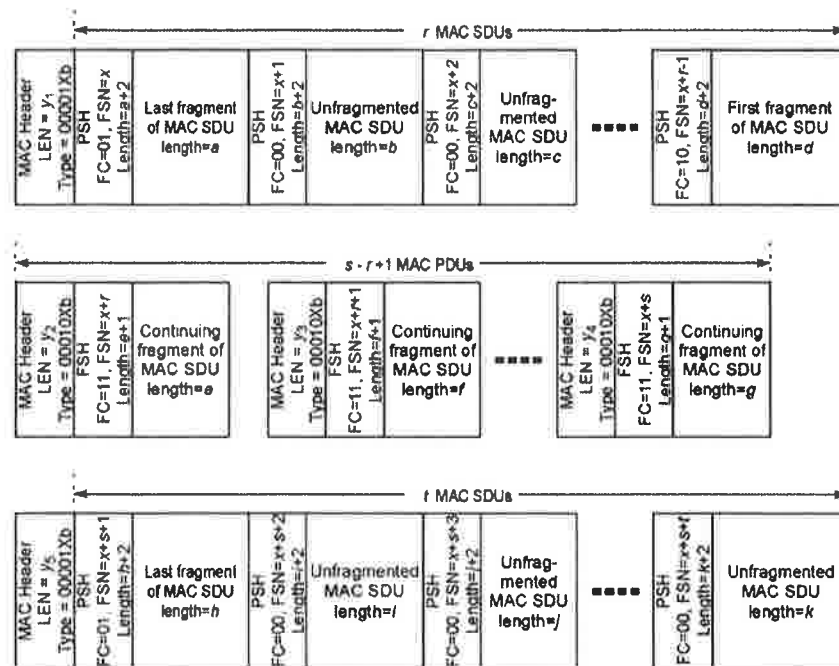 r MAC SDUs
MAC Header
LEN = y1
Type = 00001Xb
PSH
FC=01, FSN=x
Length=a+2
Last fragment
of MAC SDU
length=a
PSH
FC=00, FSN=x+1
Length=b+2
Unfragmented
MAC SDU
length=b
PSH
FC=00, FSN=x+2
Length=c+2
Unfrag-
mented
MAC SDU
length=c
PSH
FC=10, FSN=x+r-1
Length=d+2
First fragment
of MAC SDU
length=d
s - r+1 MAC PDUs
MAC Header
LEN = y2
Type = 00010Xb
FSH
FC=11, FSN=x+r
Length=e+1
Continuing
fragment of
MAC SDU
length=e
MAC Header
LEN = y3
Type = 00010Xb
FSH
FC=11, FSN=x+r+1
Length=f+1
Continuing
fragment of
MAC SDU
length=f
MAC Header
LEN = y4
Type = 00010Xb
FSH
FC=11, FSN=x+s
Length=g+1
Continuing
fragment of
MAC SDU
length=g
t MAC SDUs
MAC Header
LEN = y5
Type = 00001Xb
PSH
FC=01, FSN=x+s+1
Length=h+2
Last fragment
of MAC SDU
length=h
PSH
FC=00, FSN=x+s+2
Length=i+2
Unfragmented
MAC SDU
length=i
PSH
FC=00, FSN=x+s+3
Length=j+2
Unfrag-
mented
MAC SDU
length=j
PSH
FC=00, FSN=x+s+t
Length=k+2
Unfragmented
MAC SDU
length=k